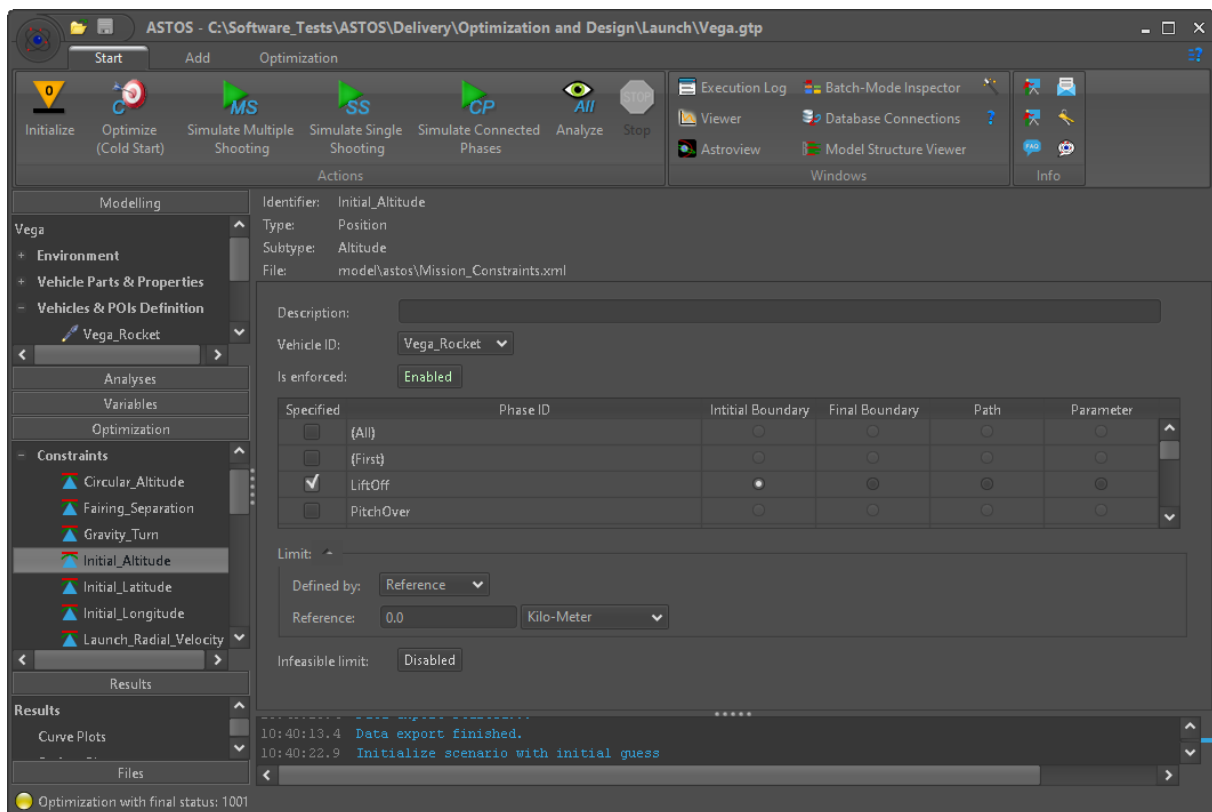 ASTOS - C:\Software_Tests\ASTOS\Delivery\Optimization and Design\Launch\Vega.gtp
Start Add Optimization
0 C MS SS CP All STOP
Initialize Optimize (Cold Start) Simulate Multiple Shooting Simulate Single Shooting Simulate Connected Phases Analyze Stop
Actions
Execution Log Batch-Mode Inspector
Viewer Database Connections ?
Astroview Model Structure Viewer FAQ
Windows Info
Modelling
Vega
+ Environment
+ Vehicle Parts & Properties
- Vehicles & POIs Definition
Vega_Rocket
Analyses
Variables
Optimization
- Constraints
Circular_Altitude
Fairing_Separation
Gravity_Turn
Initial_Altitude
Initial_Latitude
Initial_Longitude
Launch_Radial_Velocity
Results
Results
Curve Plots
Files
Identifier: Initial_Altitude
Type: Position
Subtype: Altitude
File: model\astos\Mission_Constraints.xml
Description:
Vehicle ID: Vega_Rocket
Is enforced: Enabled
Specified Phase ID Intitial Boundary Final Boundary Path Parameter
(All)
(First)
LiftOff
PitchOver
Limit:
Defined by: Reference
Reference: 0.0 Kilo-Meter
Infeasible limit: Disabled
10:40:13.4 Data export finished.
10:40:22.9 Initialize scenario with initial guess
Optimization with final status: 1001